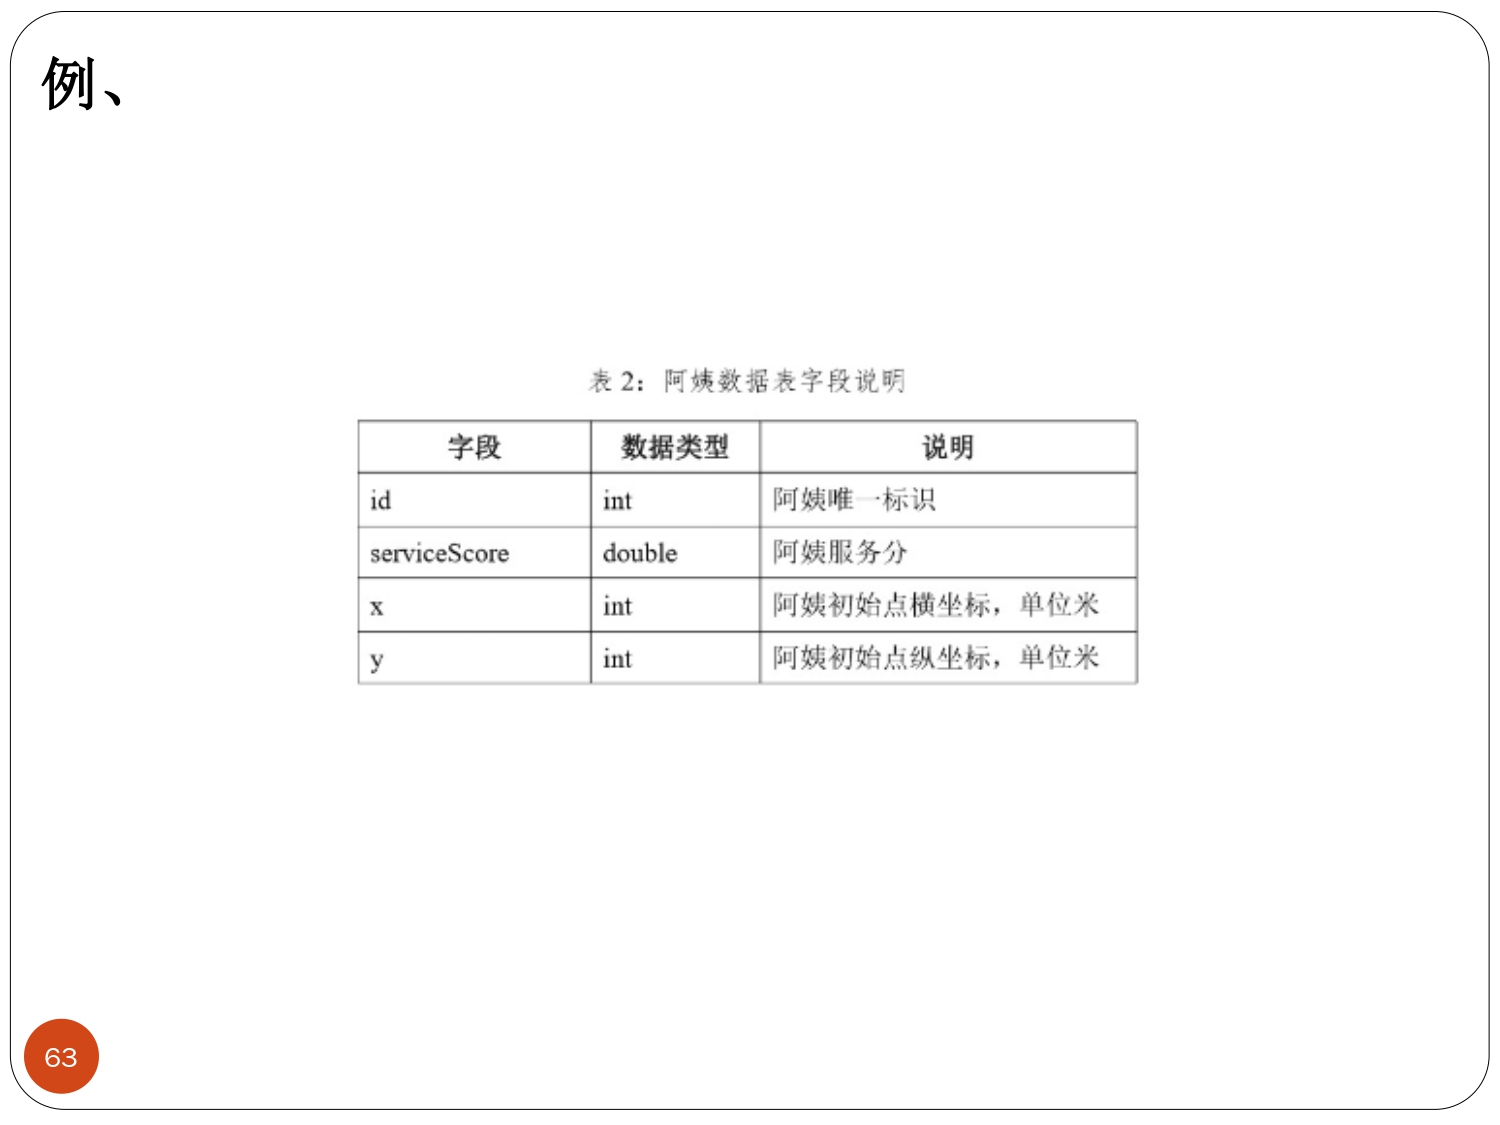 例、
表 2：阿姨数据表字段说明
字段 数据类型 说明
id int 阿姨唯一标识
serviceScore double 阿姨服务分
x int 阿姨初始点横坐标，单位米
y int 阿姨初始点纵坐标，单位米
63